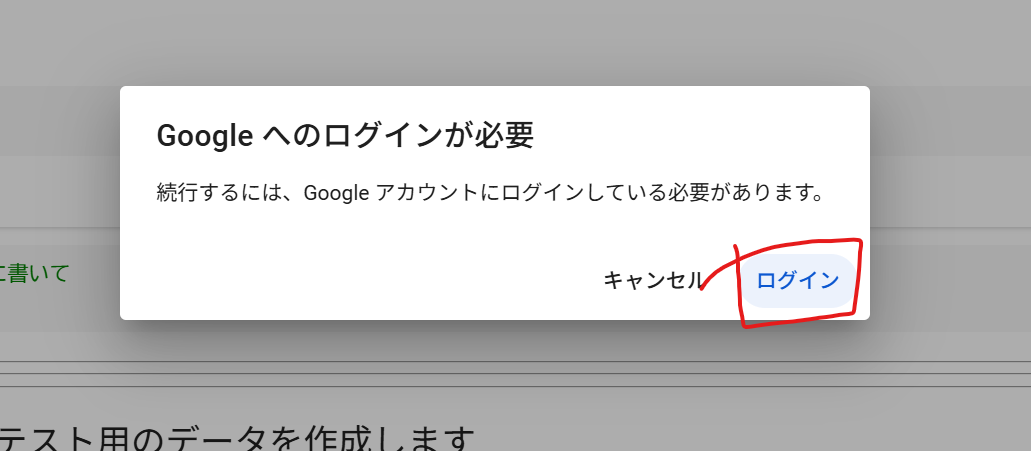 Google へのログインが必要
続行するには、Google アカウントにログインしている必要があります。
に書いて
キャンセル
ログイン
テスト用のデータを作成します